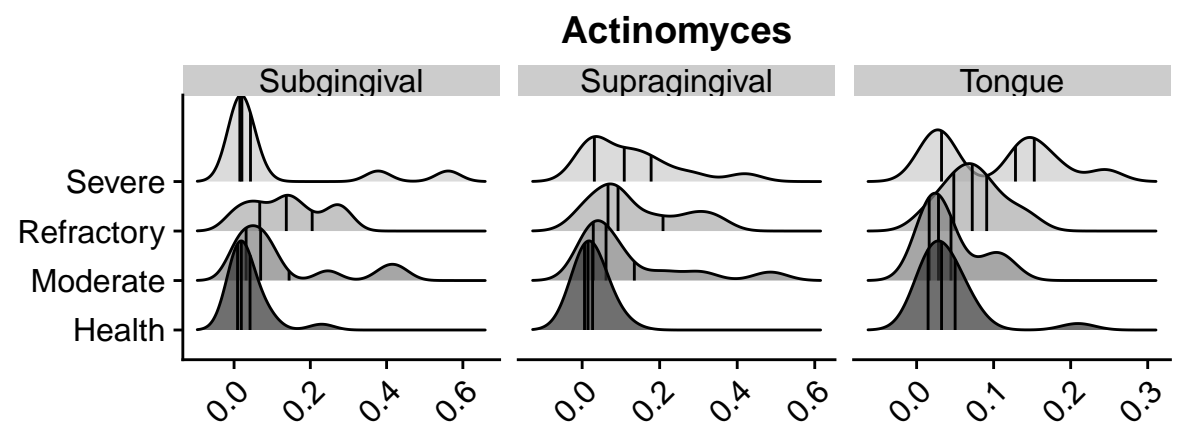 Actinomyces
Subgingival Supragingival Tongue
Severe
Refractory
Moderate
Health
0.0 0.2 0.4 0.6 0.0 0.2 0.4 0.6 0.0 0.1 0.2 0.3